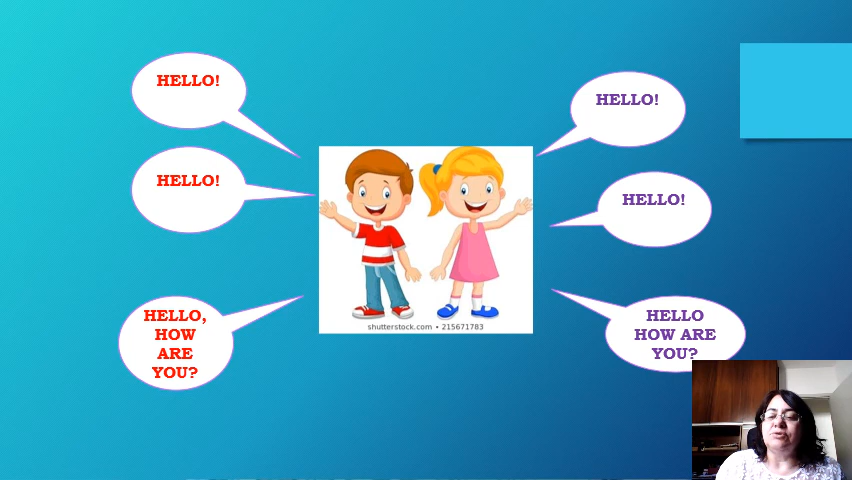 HELLO!
HELLO!
HELLO,
HOW
ARE
YOU?
HELLO!
HELLO!
HELLO
HOW ARE
YOU?
shutterstock.com • 215671783